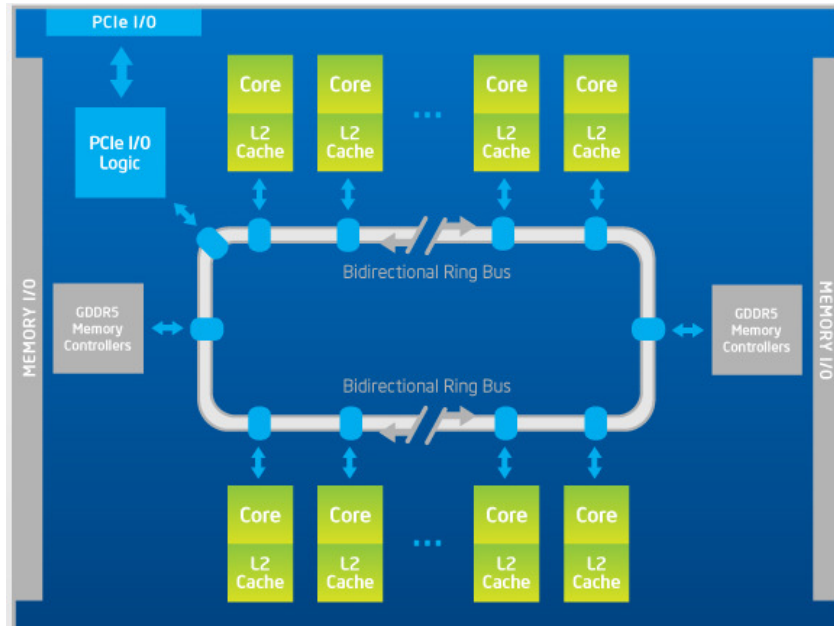 PCIe I/O
PCIe I/O
Logic
Core
L2
Cache
Core
L2
Cache
...
Core
L2
Cache
Core
L2
Cache
Bidirectional Ring Bus
MEMORY I/O
GDDR5
Memory
Controllers
GDDR5
Memory
Controllers
MEMORY I/O
Bidirectional Ring Bus
Core
L2
Cache
Core
L2
Cache
...
Core
L2
Cache
Core
L2
Cache